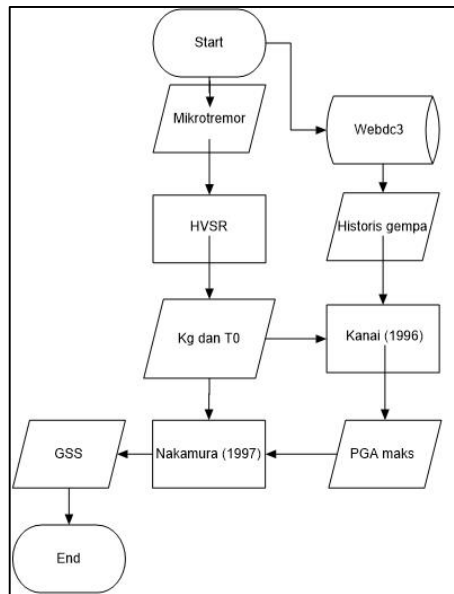 Start
Mikrotremor
Webdc3
HVSR
Historis gempa
Kg dan T0
Kanai (1996)
GSS
Nakamura (1997)
PGA maks
End